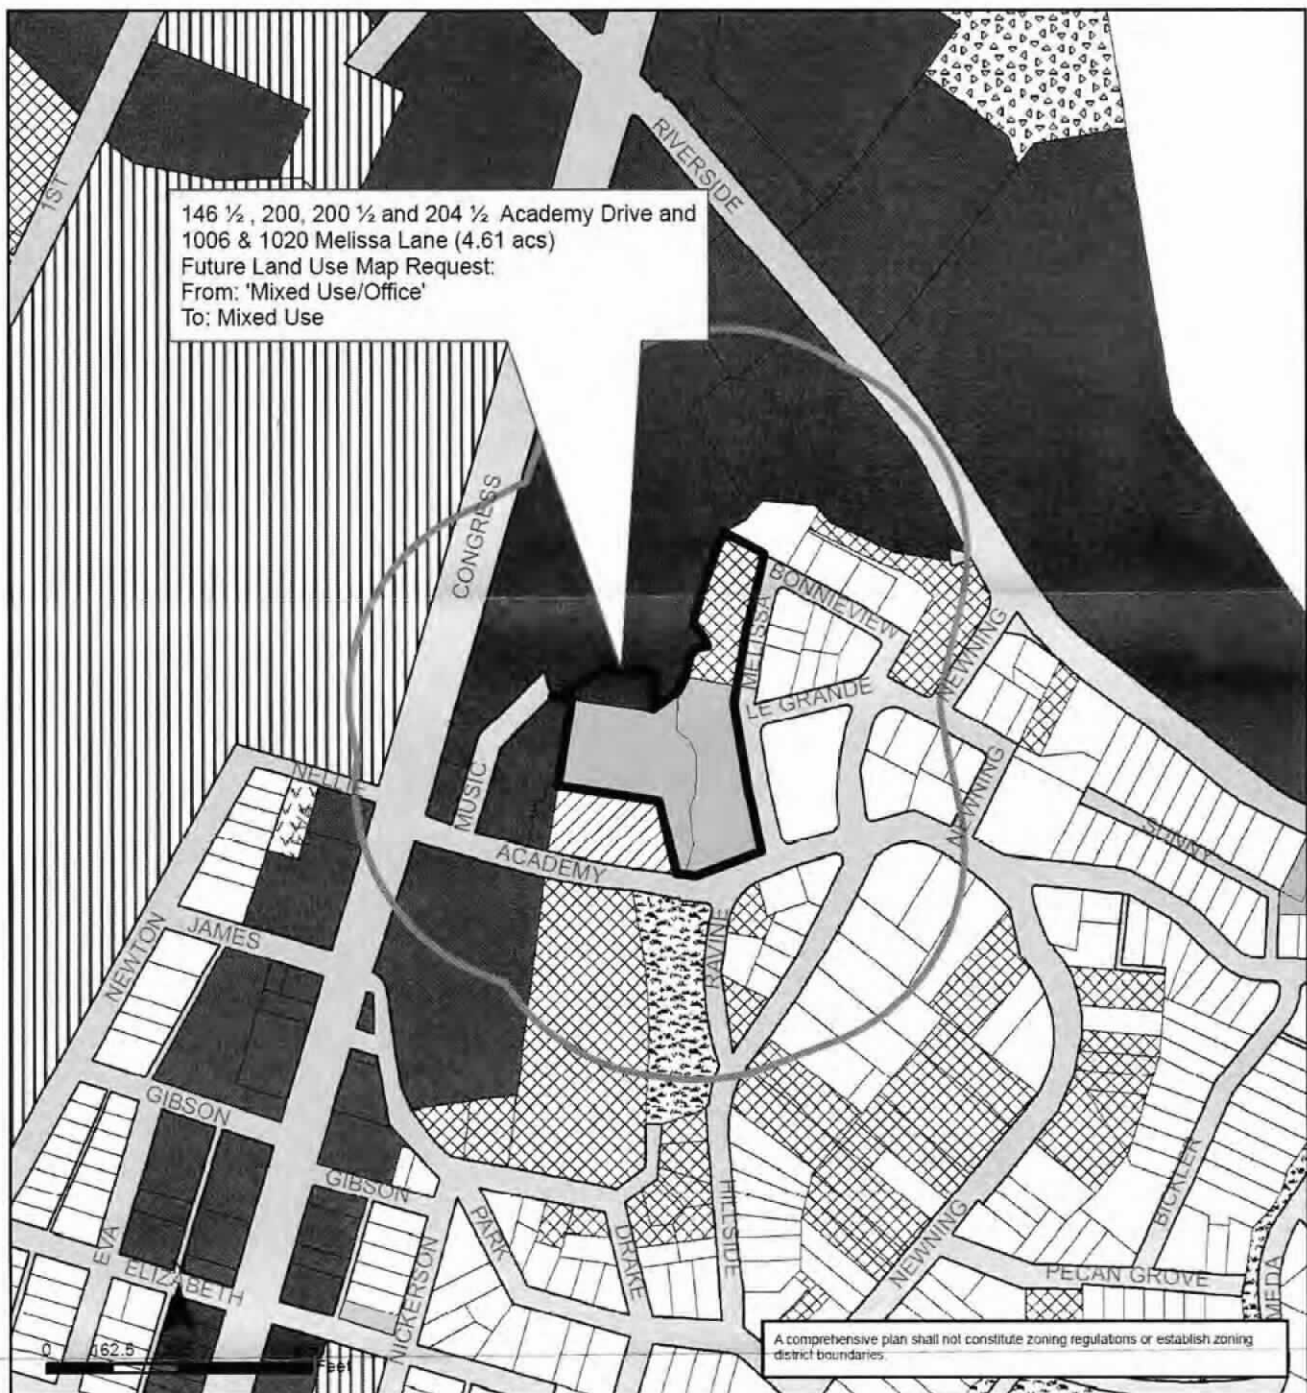 1ST
RIVERSIDE
146 ½ , 200, 200 ½ and 204 ½ Academy Drive and
1006 & 1020 Melissa Lane (4.61 acs)
Future Land Use Map Request:
From: 'Mixed Use/Office'
To: Mixed Use
CONGRESS
BONNIEVIEW
MELISSA
NEWNING
LE GRANDE
NELLIE
MUSIC
NEWNING
SUNNY
ACADEMY
NEWTON
JAMES
RAVINE
GIBSON
GIBSON
EVA
PARK
DRAKE
HILLSIDE
NEWNING
BICKLER
ELIZABETH
NICKERSON
PECAN GROVE
MEDA
0 162.5
Feet
A comprehensive plan shall not constitute zoning regulations or establish zoning
district boundaries.